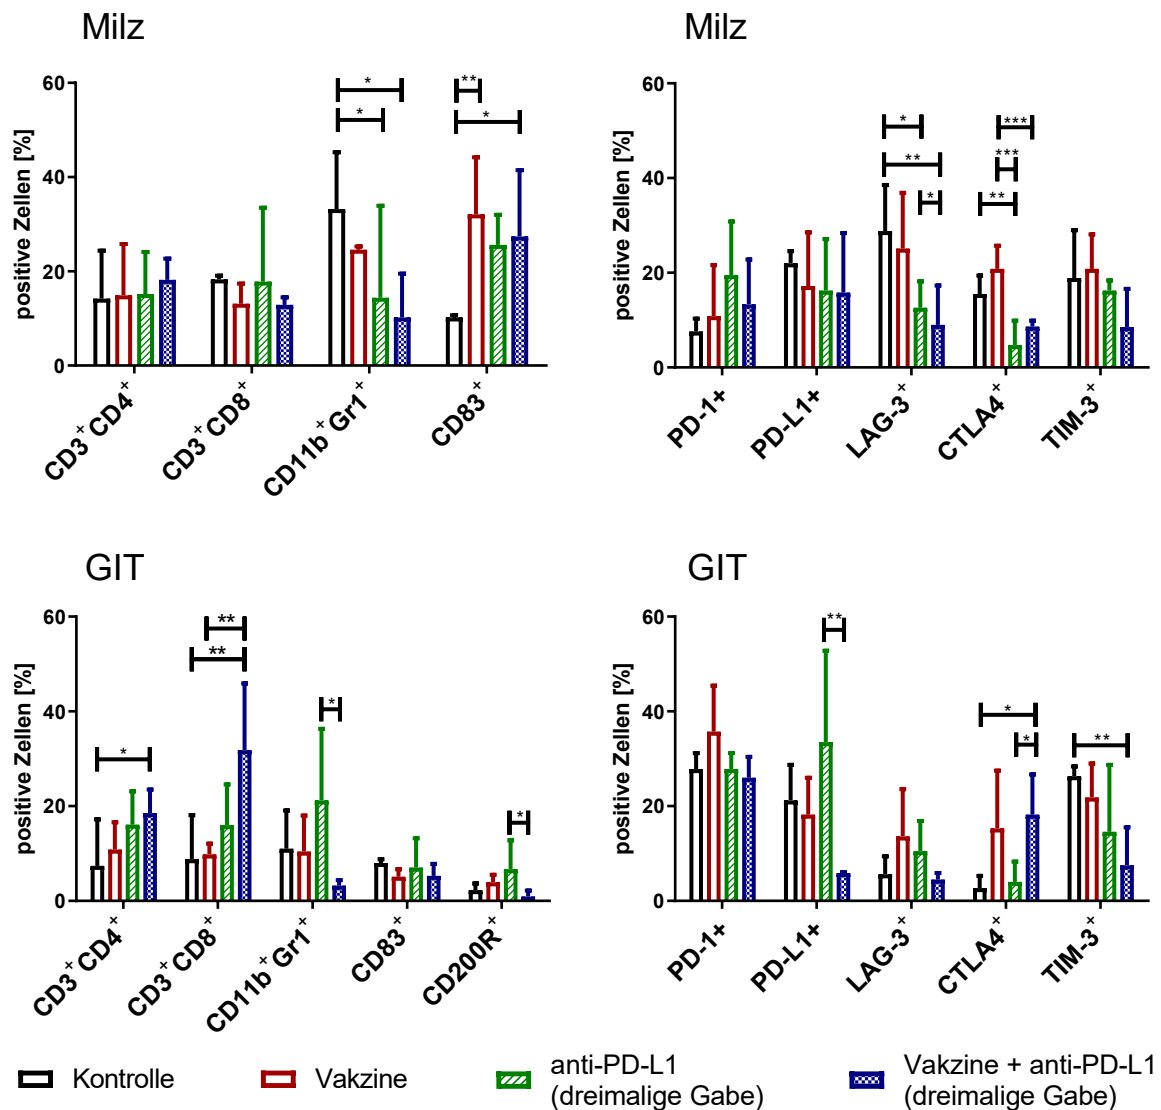 Milz
positive Zellen [%]
60
40
20
0
*
*
**
*
CD3⁺CD4⁺
CD3⁺CD8⁺
CD11b⁺Gr1⁺
CD83⁺
Milz
positive Zellen [%]
60
40
20
0
*
**
*
***
***
**
PD-1+
PD-L1+
LAG-3⁺
CTLA4⁺
TIM-3⁺
GIT
positive Zellen [%]
60
40
20
0
*
**
**
*
*
CD3⁺CD4⁺
CD3⁺CD8⁺
CD11b⁺Gr1⁺
CD83⁺
CD200R⁺
GIT
positive Zellen [%]
60
40
20
0
**
*
*
**
PD-1+
PD-L1+
LAG-3⁺
CTLA4⁺
TIM-3⁺
Kontrolle
Vakzine
anti-PD-L1
(dreimalige Gabe)
Vakzine + anti-PD-L1
(dreimalige Gabe)